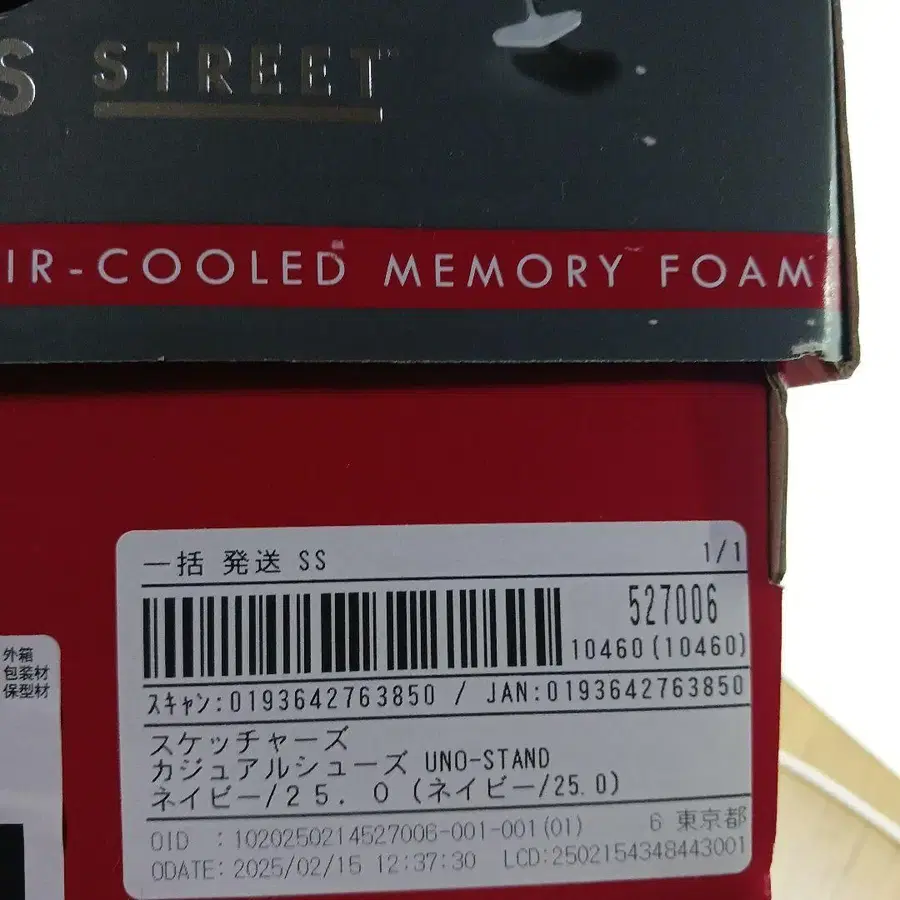 S STREET™
IR-COOLED MEMORY FOAM
一括 発送 SS 1/1
527006
10460(10460)
スキャン:0193642763850 / JAN:0193642763850
スケッチャーズ
カジュアルシューズ UNO-STAND
ネイビー/２５．０ (ネイビー/25.0)
OID :1020250214527006-001-001(01) 6 東京都
ODATE:2025/02/15 12:37:30 LCD:2502154348443001
外箱
包装材
保型材